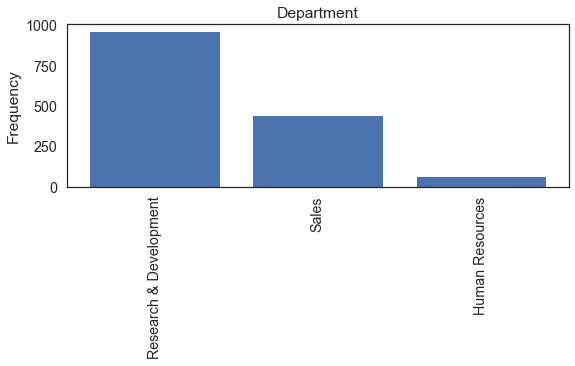 Department
Frequency
1000
750
500
250
0
Research & Development
Sales
Human Resources